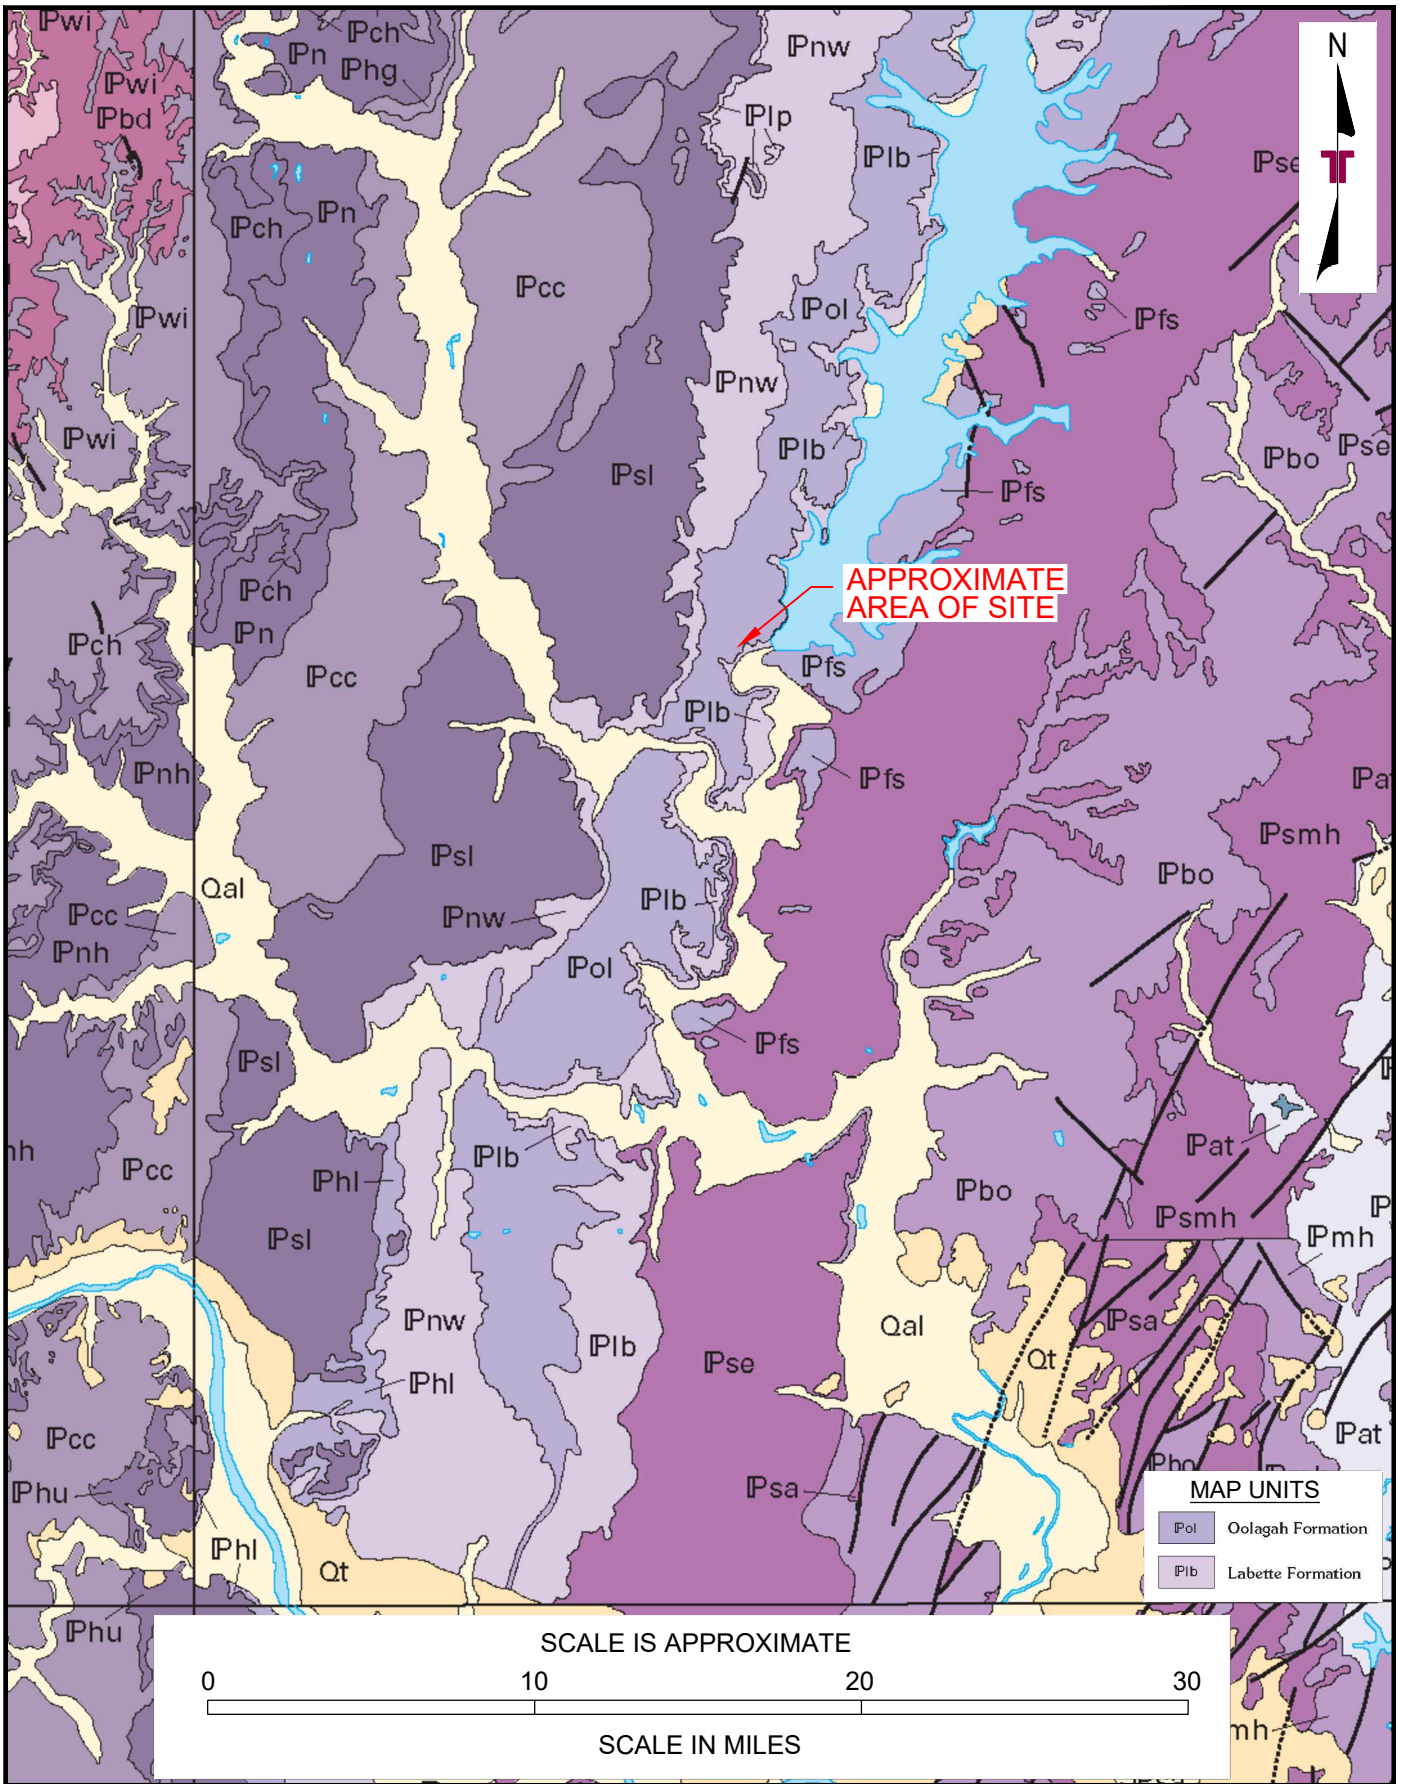 ℙwi
ℙch
ℙn
ℙhg
ℙnw
N
ℙwi
ℙbd
ℙlp
ℙlb
ℙse
ℙch
ℙn
ℙcc
ℙwi
ℙol
ℙfs
ℙnw
ℙwi
ℙlb
ℙbo
ℙse
ℙsl
ℙfs
ℙch
ℙn
APPROXIMATE
AREA OF SITE
ℙch
ℙcc
ℙfs
ℙlb
ℙnh
ℙfs
ℙsl
ℙsmh
Qal
ℙbo
ℙcc
ℙnw
ℙlb
ℙnh
ℙol
ℙsl
ℙfs
ℙcc
ℙhl
ℙlb
ℙat
ℙbo
ℙsmh
ℙsl
ℙmh
ℙnw
Qal
ℙsa
ℙlb
ℙse
Qt
ℙhl
ℙcc
ℙat
ℙhu
ℙsa
ℙbo
MAP UNITS
ℙol Oolagah Formation
ℙlb Labette Formation
ℙhl
Qt
ℙhu
SCALE IS APPROXIMATE
0 10 20 30
SCALE IN MILES
mh